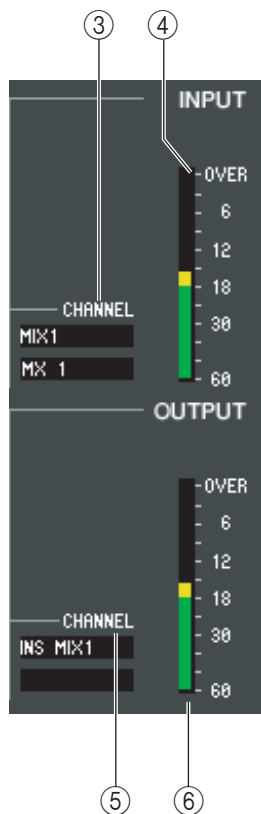 ③ ④
INPUT
OVER
6
12
18
30
60
CHANNEL
MIX1
MX 1
OUTPUT
OVER
6
12
18
30
60
CHANNEL
INS MIX1
⑤ ⑥